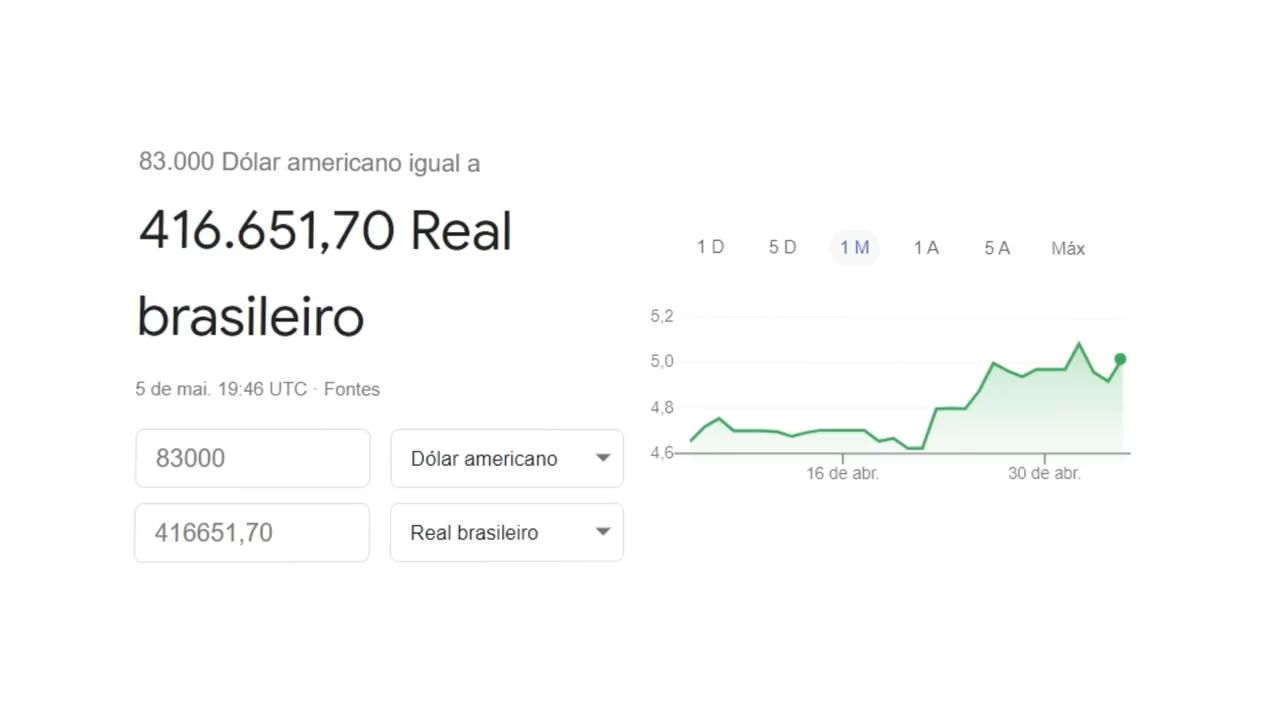 83.000 Dólar americano igual a
416.651,70 Real
brasileiro
5 de mai. 19:46 UTC · Fontes
83000
Dólar americano
416651,70
Real brasileiro
1 D
5 D
1 M
1 A
5 A
Máx
5,2
5,0
4,8
4,6
16 de abr.
30 de abr.